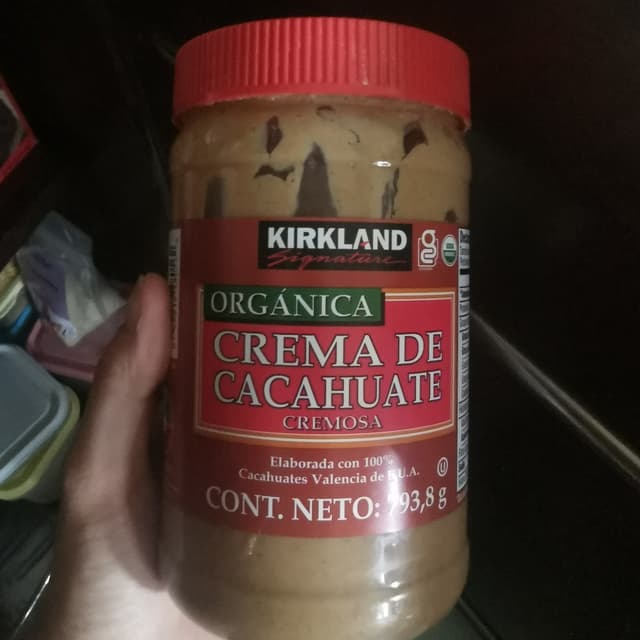 KIRKLAND
Signature
ORGÁNICA
CREMA DE
CACAHUATE
CREMOSA
Elaborada con 100%
Cacahuates Valencia de E.U.A.
CONT. NETO: 793,8 g